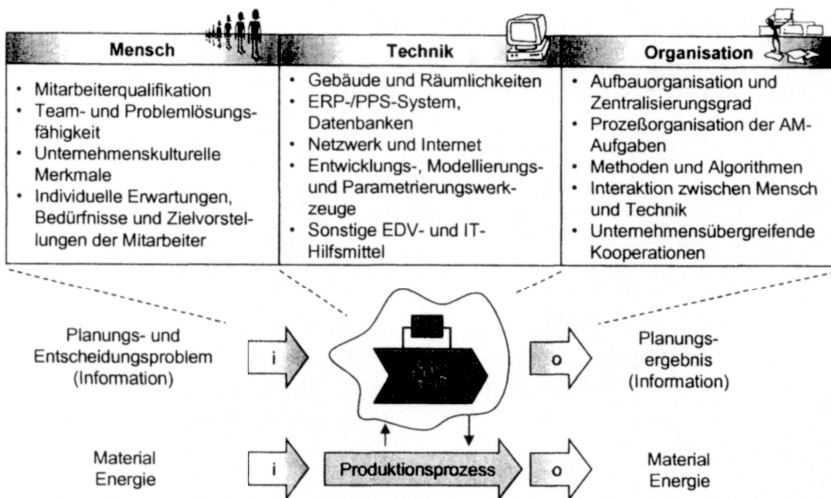 Mensch
Technik
Organisation
• Mitarbeiterqualifikation
• Team- und Problemlösungs-
fähigkeit
• Unternehmenskulturelle
Merkmale
• Individuelle Erwartungen,
Bedürfnisse und Zielvorstel-
lungen der Mitarbeiter
• Gebäude und Räumlichkeiten
• ERP-/PPS-System,
Datenbanken
• Netzwerk und Internet
• Entwicklungs-, Modellierungs-
und Parametrierungswerk-
zeuge
• Sonstige EDV- und IT-
Hilfsmittel
• Aufbauorganisation und
Zentralisierungsgrad
• Prozeßorganisation der AM-
Aufgaben
• Methoden und Algorithmen
• Interaktion zwischen Mensch
und Technik
• Unternehmensübergreifende
Kooperationen
Planungs- und
Entscheidungsproblem
(Information)
i
o
Planungs-
ergebnis
(Information)
Material
Energie
i
Produktionsprozess
o
Material
Energie